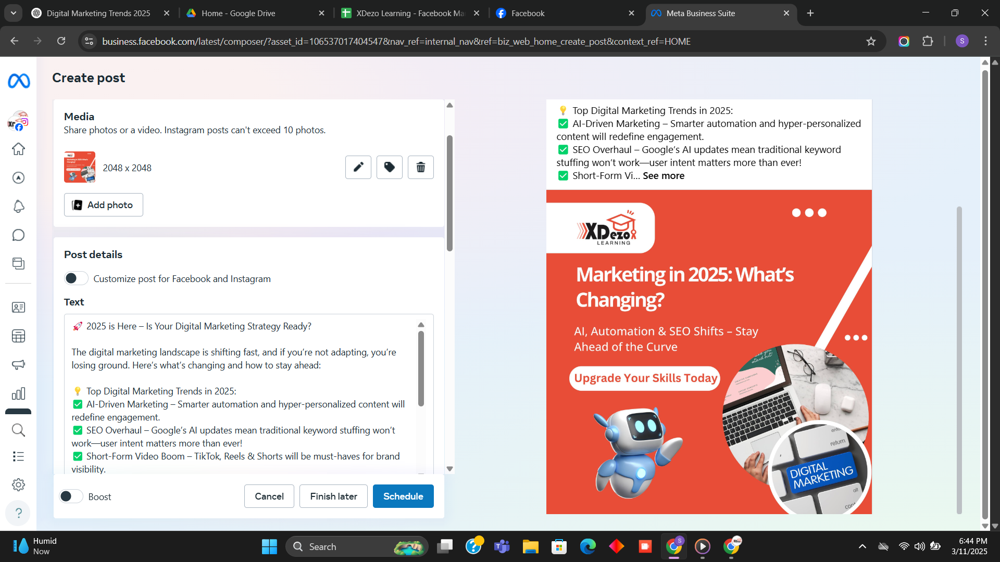 Digital Marketing Trends 2025
Home - Google Drive
XDezo Learning - Facebook Ma
Facebook
Meta Business Suite
business.facebook.com/latest/composer/?asset_id=106537017404547&nav_ref=internal_nav&ref=biz_web_home_create_post&context_ref=HOME
S
Create post
Media
Share photos or a video. Instagram posts can't exceed 10 photos.
2048 x 2048
Add photo
Post details
Customize post for Facebook and Instagram
Text
🚀 2025 is Here – Is Your Digital Marketing Strategy Ready?
The digital marketing landscape is shifting fast, and if you’re not adapting, you’re
losing ground. Here’s what’s changing and how to stay ahead:
💡 Top Digital Marketing Trends in 2025:
✅ AI-Driven Marketing – Smarter automation and hyper-personalized content will
redefine engagement.
✅ SEO Overhaul – Google’s AI updates mean traditional keyword stuffing won’t
work—user intent matters more than ever!
✅ Short-Form Video Boom – TikTok, Reels & Shorts will be must-haves for brand
visibility.
Boost
Cancel
Finish later
Schedule
💡 Top Digital Marketing Trends in 2025:
✅ AI-Driven Marketing – Smarter automation and hyper-personalized
content will redefine engagement.
✅ SEO Overhaul – Google’s AI updates mean traditional keyword
stuffing won’t work—user intent matters more than ever!
✅ Short-Form Vi... See more
XDezo
LEARNING
Marketing in 2025: What’s
Changing?
AI, Automation & SEO Shifts – Stay
Ahead of the Curve
Upgrade Your Skills Today
stand out!
enter
return
DIGITAL
MARKETING
alt
Humid
Now
Search
6:44 PM
3/11/2025